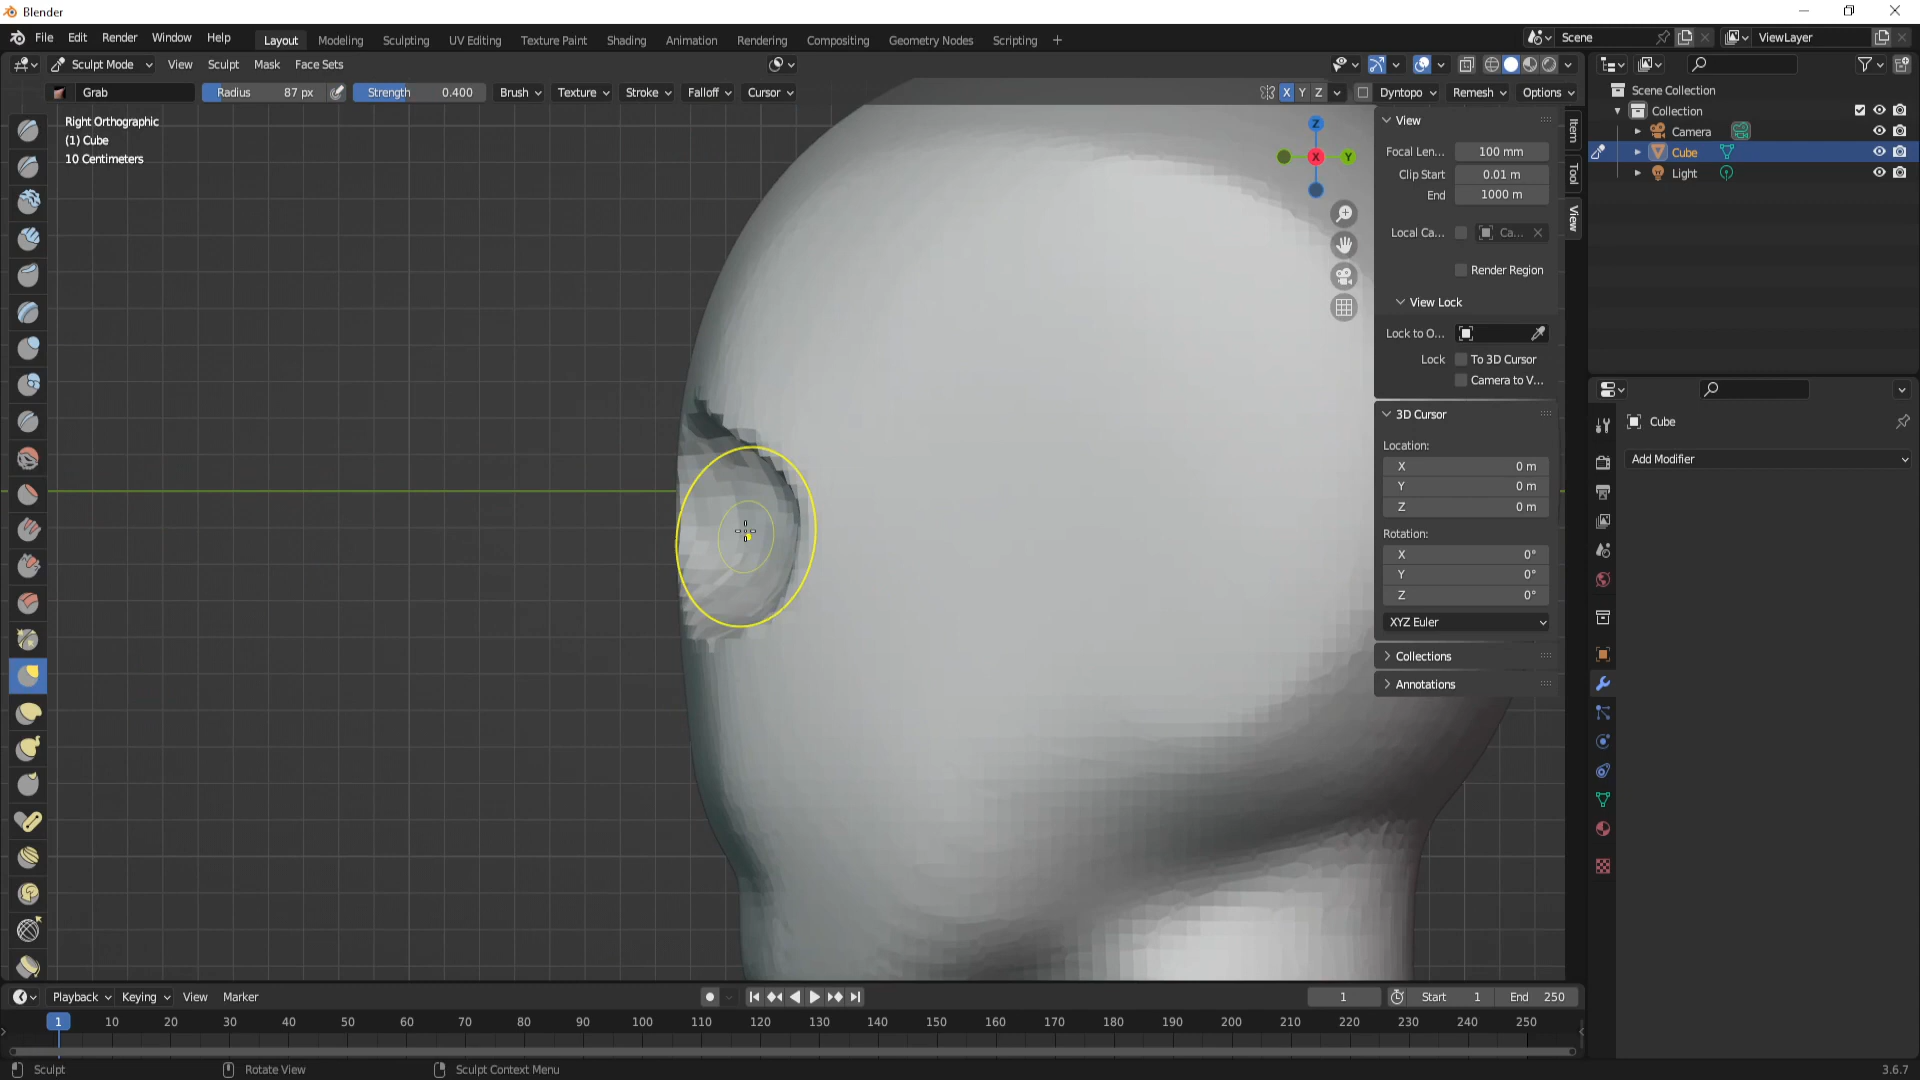 Blender
File Edit Render Window Help Layout Modeling Sculpting UV Editing Texture Paint Shading Animation Rendering Compositing Geometry Nodes Scripting + Scene ViewLayer
Sculpt Mode View Sculpt Mask Face Sets
Grab Radius 87 px Strength 0.400 Brush Texture Stroke Falloff Cursor X Y Z Dyntopo Remesh Options
Right Orthographic
(1) Cube
10 Centimeters
Z
X
Y
View
Focal Len... 100 mm
Clip Start 0.01 m
End 1000 m
Local Ca... Ca...
Render Region
View Lock
Lock to O...
Lock To 3D Cursor
Camera to V...
3D Cursor
Location:
X 0 m
Y 0 m
Z 0 m
Rotation:
X 0°
Y 0°
Z 0°
XYZ Euler
Collections
Annotations
Item
Tool
View
Scene Collection
Collection
Camera
Cube
Light
Cube
Add Modifier
Playback Keying View Marker 1 Start 1 End 250
1 10 20 30 40 50 60 70 80 90 100 110 120 130 140 150 160 170 180 190 200 210 220 230 240 250
Sculpt Rotate View Sculpt Context Menu 3.6.7